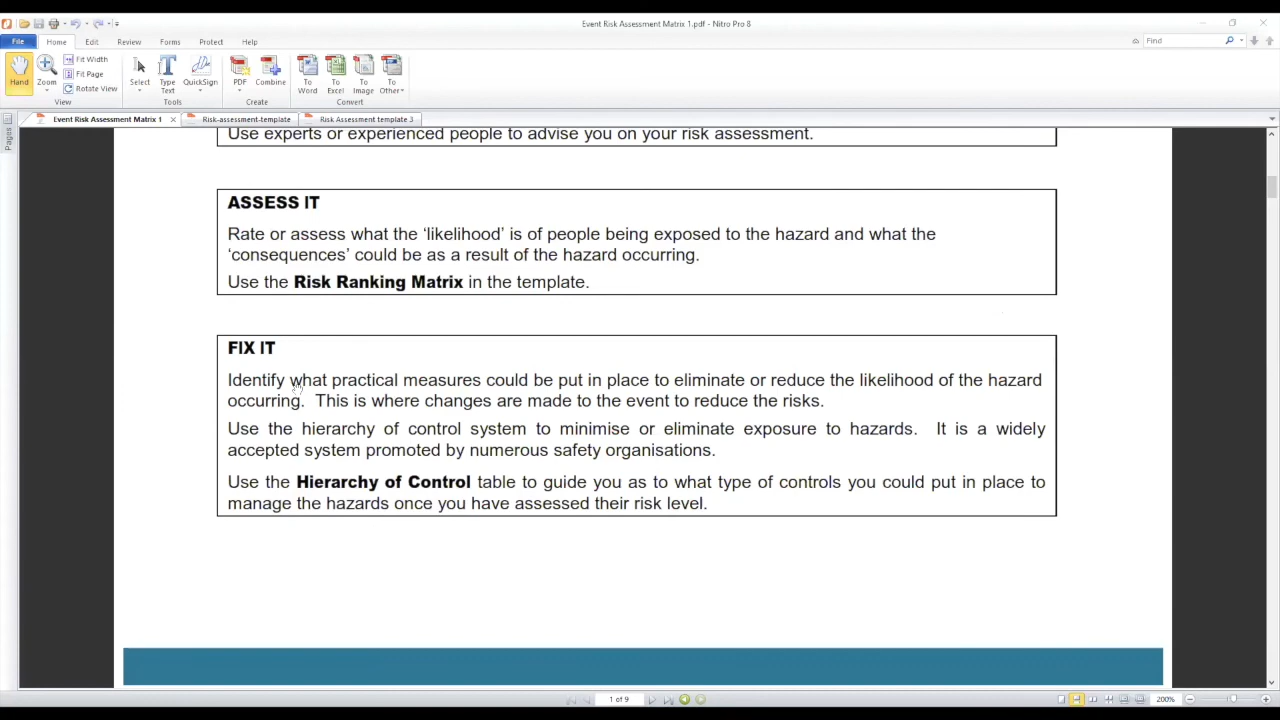 Event Risk Assessment Matrix 1.pdf - Nitro Pro 8
File Home Edit Review Forms Protect Help
Find
Hand
Zoom
Fit Width
Fit Page
Rotate View
View
Select
Type Text
QuickSign
Tools
PDF
Combine
Create
To Word
To Excel
To Image
To Other
Convert
Event Risk Assessment Matrix 1 Risk-assessment-template Risk Assessment template 3
Pages
Use experts or experienced people to advise you on your risk assessment.
ASSESS IT
Rate or assess what the ‘likelihood’ is of people being exposed to the hazard and what the
‘consequences’ could be as a result of the hazard occurring.
Use the Risk Ranking Matrix in the template.
FIX IT
Identify what practical measures could be put in place to eliminate or reduce the likelihood of the hazard
occurring. This is where changes are made to the event to reduce the risks.
Use the hierarchy of control system to minimise or eliminate exposure to hazards. It is a widely
accepted system promoted by numerous safety organisations.
Use the Hierarchy of Control table to guide you as to what type of controls you could put in place to
manage the hazards once you have assessed their risk level.
1 of 9
200%